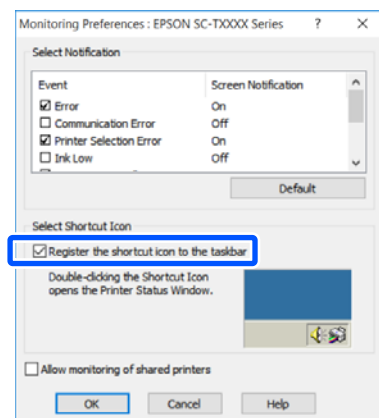 Monitoring Preferences : EPSON SC-TXXXX Series ? ×
Select Notification
Event Screen Notification
Error On
Communication Error Off
Printer Selection Error On
Ink Low Off
Default
Select Shortcut Icon
Register the shortcut icon to the taskbar
Double-clicking the Shortcut Icon
opens the Printer Status Window.
Allow monitoring of shared printers
OK Cancel Help